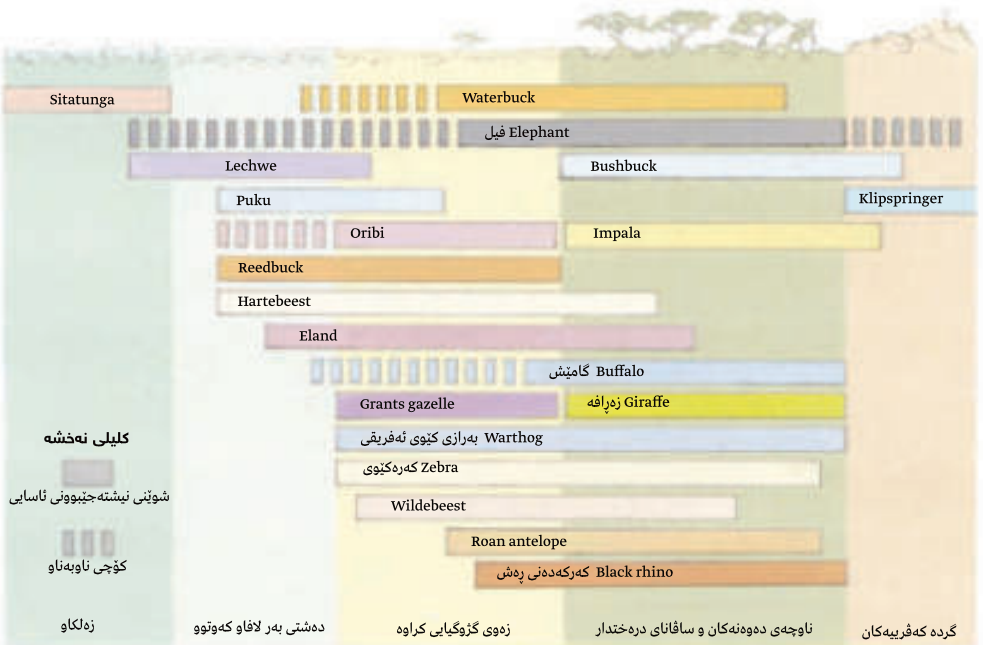 Sitatunga
Waterbuck
فیل Elephant
Lechwe
Bushbuck
Puku
Klipspringer
Oribi
Impala
Reedbuck
Hartebeest
Eland
گامێش Buffalo
Grants gazelle
زەڕافە Giraffe
بەرازی کێوی ئەفریقی Warthog
کەرەکێوی Zebra
Wildebeest
Roan antelope
کەرکەدەنی ڕەش Black rhino
کلیلی نەخشە
شوێنی نیشتەجێبوونی ئاسایی
کۆچی ناوبەناو
زەلکاو
دەشتی بەر لافاو کەوتوو
زەوی گژوگیایی کراوە
ناوچەی دەوەنەکان و ساڤانای درەختدار
گردە کەڤرییەکان